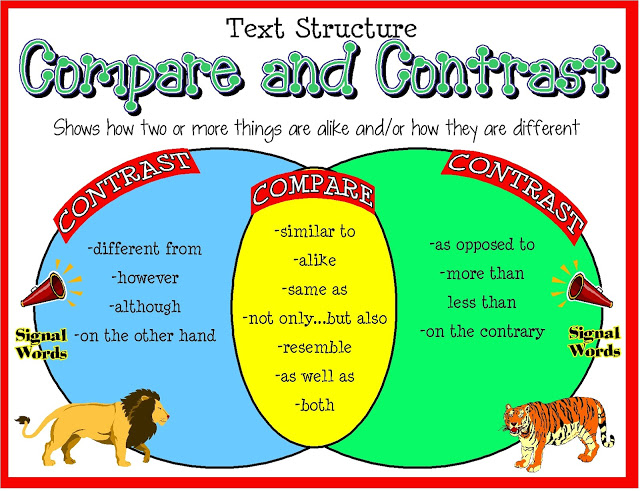 Text Structure
Compare and Contrast
Shows how two or more things are alike and/or how they are different
CONTRAST
-different from
-however
-although
-on the other hand
Signal
Words
COMPARE
-similar to
-alike
-same as
-not only...but also
-resemble
-as well as
-both
CONTRAST
-as opposed to
-more than
less than
-on the contrary
Signal
Words